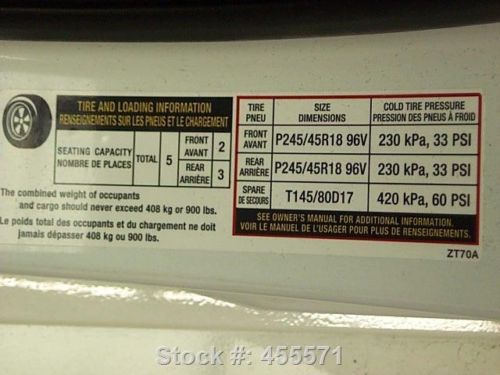 TIRE AND LOADING INFORMATION
RENSEIGNEMENTS SUR LES PNEUS ET LE CHARGEMENT
SEATING CAPACITY
NOMBRE DE PLACES
TOTAL 5
FRONT
AVANT 2
REAR
ARRIÈRE 3
The combined weight of occupants
and cargo should never exceed 408 kg or 900 lbs.
Le poids total des occupants et du chargement ne doit
jamais dépasser 408 kg ou 900 lbs.
TIRE
PNEU
SIZE
DIMENSIONS
COLD TIRE PRESSURE
PRESSION DES PNEUS À FROID
FRONT
AVANT
P245/45R18 96V
230 kPa, 33 PSI
REAR
ARRIÈRE
P245/45R18 96V
230 kPa, 33 PSI
SPARE
DE SECOURS
T145/80D17
420 kPa, 60 PSI
SEE OWNER'S MANUAL FOR ADDITIONAL INFORMATION.
VOIR LE MANUEL DE L'USAGER POUR PLUS DE RENSEIGNEMENTS.
ZT70A
Stock #: 455571